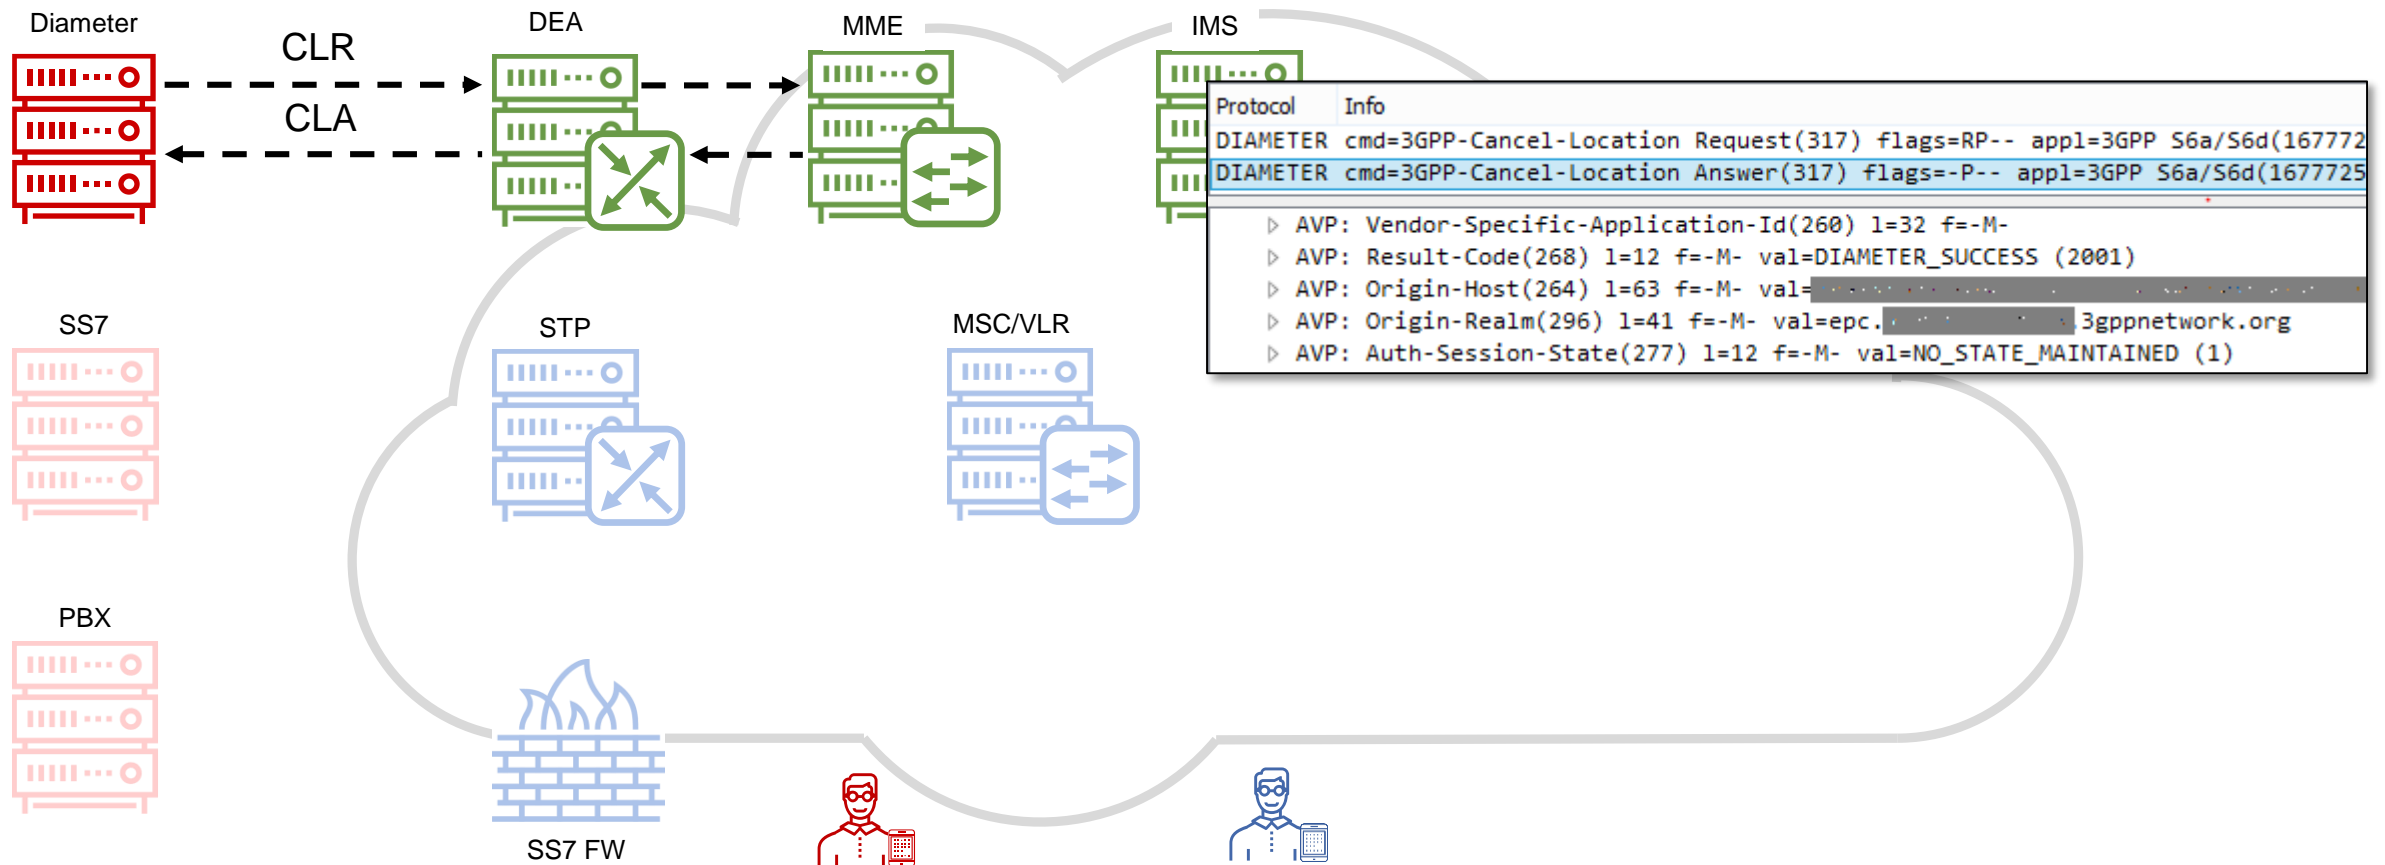 Diameter
DEA
MME
IMS
CLR
CLA
Protocol Info
DIAMETER cmd=3GPP-Cancel-Location Request(317) flags=RP-- appl=3GPP S6a/S6d(167772
DIAMETER cmd=3GPP-Cancel-Location Answer(317) flags=-P-- appl=3GPP S6a/S6d(1677725
AVP: Vendor-Specific-Application-Id(260) l=32 f=-M-
AVP: Result-Code(268) l=12 f=-M- val=DIAMETER_SUCCESS (2001)
AVP: Origin-Host(264) l=63 f=-M- val=
AVP: Origin-Realm(296) l=41 f=-M- val=epc. .3gppnetwork.org
AVP: Auth-Session-State(277) l=12 f=-M- val=NO_STATE_MAINTAINED (1)
SS7
STP
MSC/VLR
PBX
SS7 FW